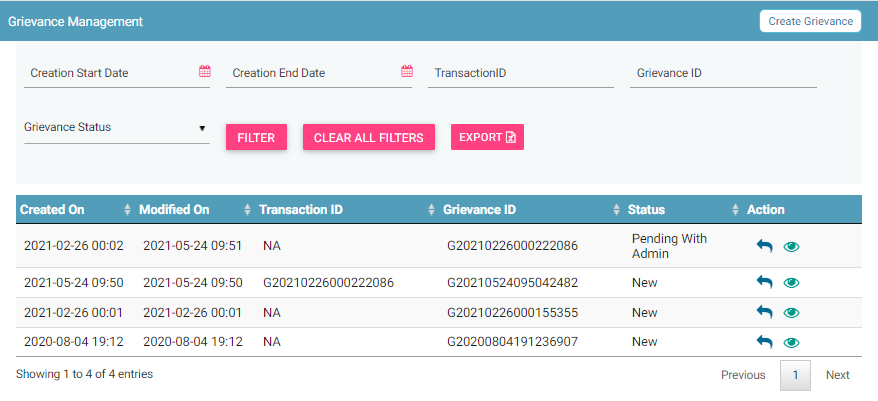 Grievance Management
Create Grievance
Creation Start Date Creation End Date TransactionID Grievance ID
Grievance Status FILTER CLEAR ALL FILTERS EXPORT
Created On Modified On Transaction ID Grievance ID Status Action
2021-02-26 00:02 2021-05-24 09:51 NA G20210226000222086 Pending With
Admin
2021-05-24 09:50 2021-05-24 09:50 G20210226000222086 G20210524095042482 New
2021-02-26 00:01 2021-02-26 00:01 NA G20210226000155355 New
2020-08-04 19:12 2020-08-04 19:12 NA G20200804191236907 New
Showing 1 to 4 of 4 entries
Previous 1 Next